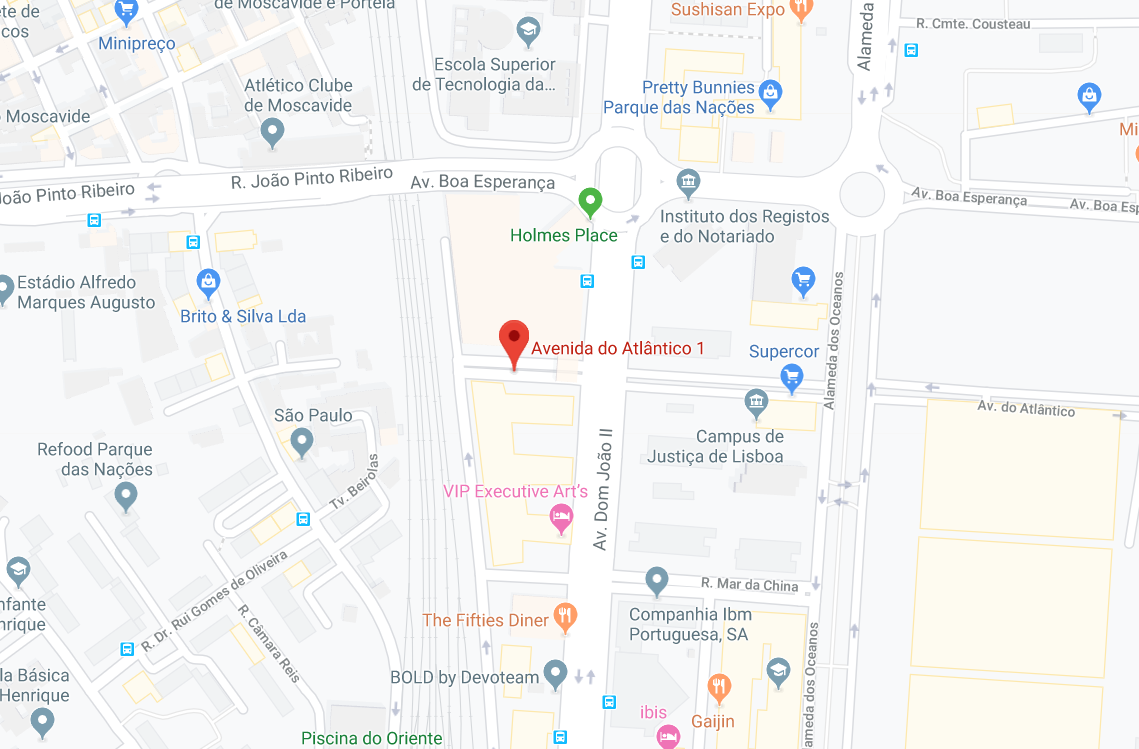 de Moscavide e Portela
ete de
cos
Minipreço
Sushisan Expo
Alameda
R. Cmte. Cousteau
Escola Superior
de Tecnologia da…
Atlético Clube
de Moscavide
Pretty Bunnies
Parque das Nações
Moscavide
Mi
João Pinto Ribeiro
R. João Pinto Ribeiro
Av. Boa Esperança
Av. Boa Esperança
Av. Boa Esp
Holmes Place
Instituto dos Registos
e do Notariado
Estádio Alfredo
Marques Augusto
Brito & Silva Lda
Alameda dos Oceanos
Avenida do Atlântico 1
Supercor
Av. do Atlântico
São Paulo
Campus de
Justiça de Lisboa
Refood Parque
das Nações
Tv. Beirolas
Av. Dom João II
VIP Executive Art's
R. Mar da China
nfante
nrique
R. Dr. Rui Gomes de Oliveira
R. Câmara Reis
The Fifties Diner
Companhia Ibm
Portuguesa, SA
la Básica
Henrique
BOLD by Devoteam
ameda dos Oceanos
ibis
Gaijin
Piscina do Oriente